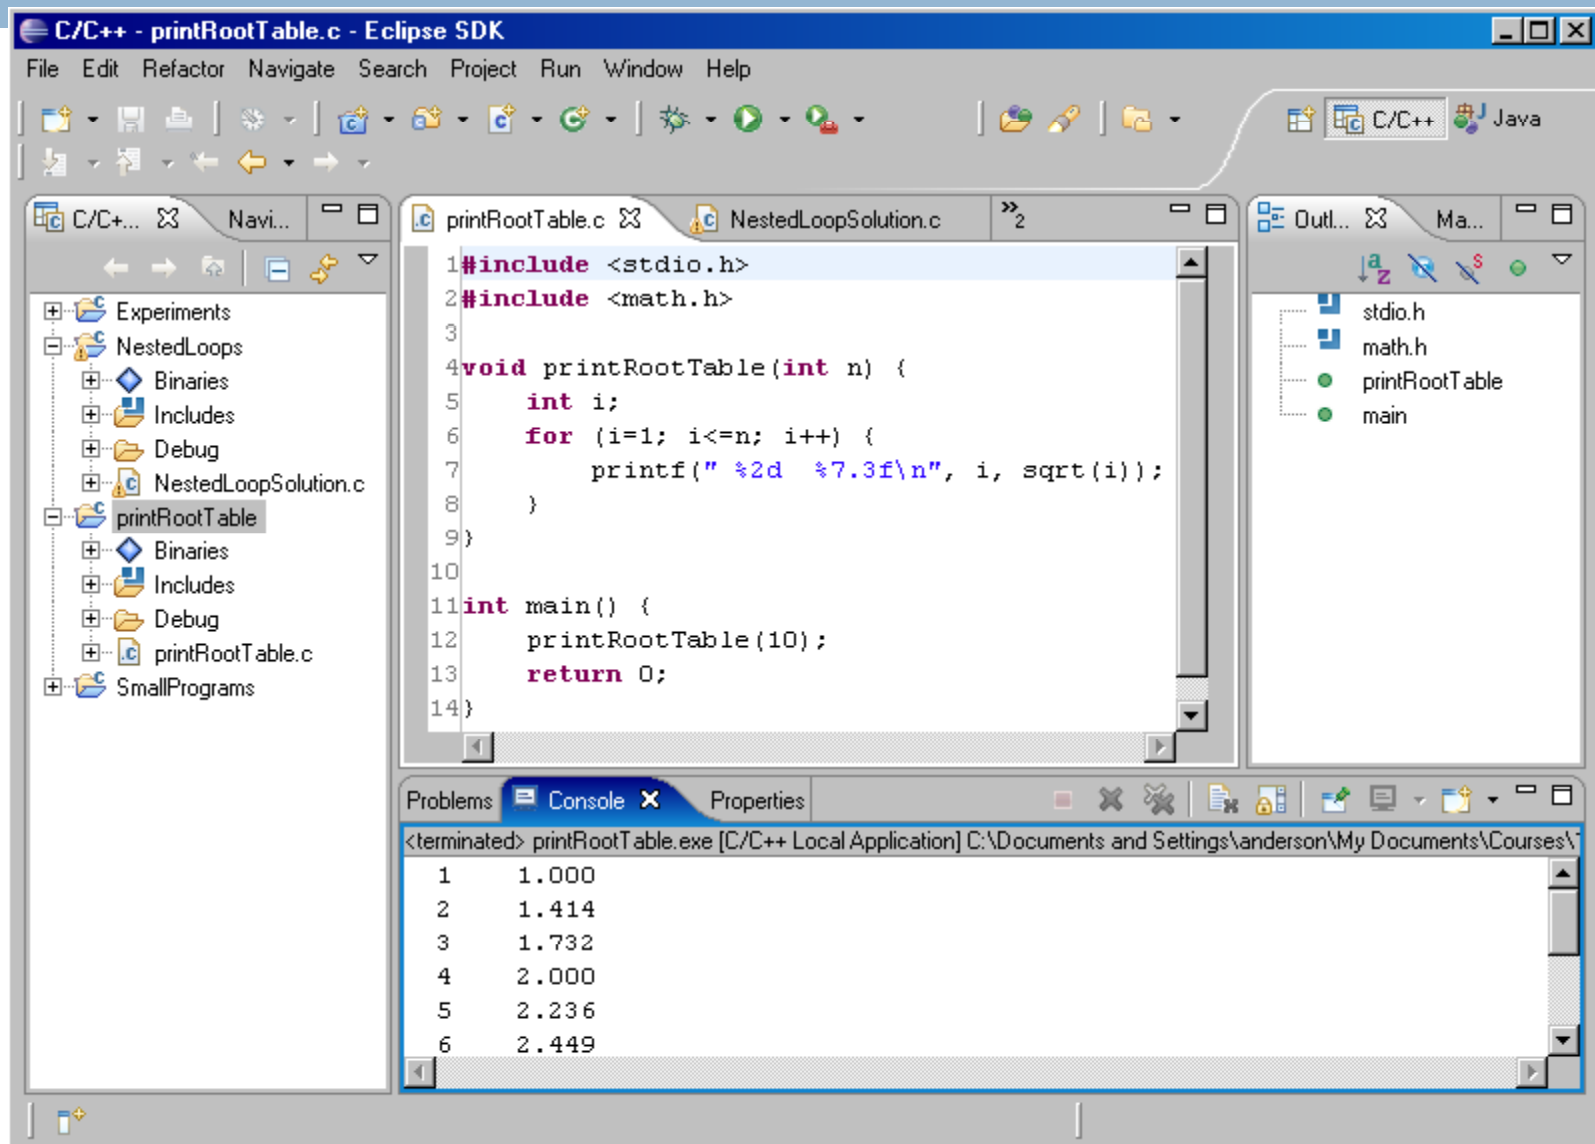 C/C++ - printRootTable.c - Eclipse SDK
File Edit Refactor Navigate Search Project Run Window Help
C/C++ Java
C/C+... Navi...
Experiments
NestedLoops
Binaries
Includes
Debug
NestedLoopSolution.c
printRootTable
Binaries
Includes
Debug
printRootTable.c
SmallPrograms
printRootTable.c NestedLoopSolution.c »2
1 #include <stdio.h>
2 #include <math.h>
3
4 void printRootTable(int n) {
5     int i;
6     for (i=1; i<=n; i++) {
7         printf(" %2d  %7.3f\n", i, sqrt(i));
8     }
9 }
10
11 int main() {
12     printRootTable(10);
13     return 0;
14 }
Outl... Ma...
stdio.h
math.h
printRootTable
main
Problems Console Properties
<terminated> printRootTable.exe [C/C++ Local Application] C:\Documents and Settings\anderson\My Documents\Courses\
1 1.000
2 1.414
3 1.732
4 2.000
5 2.236
6 2.449